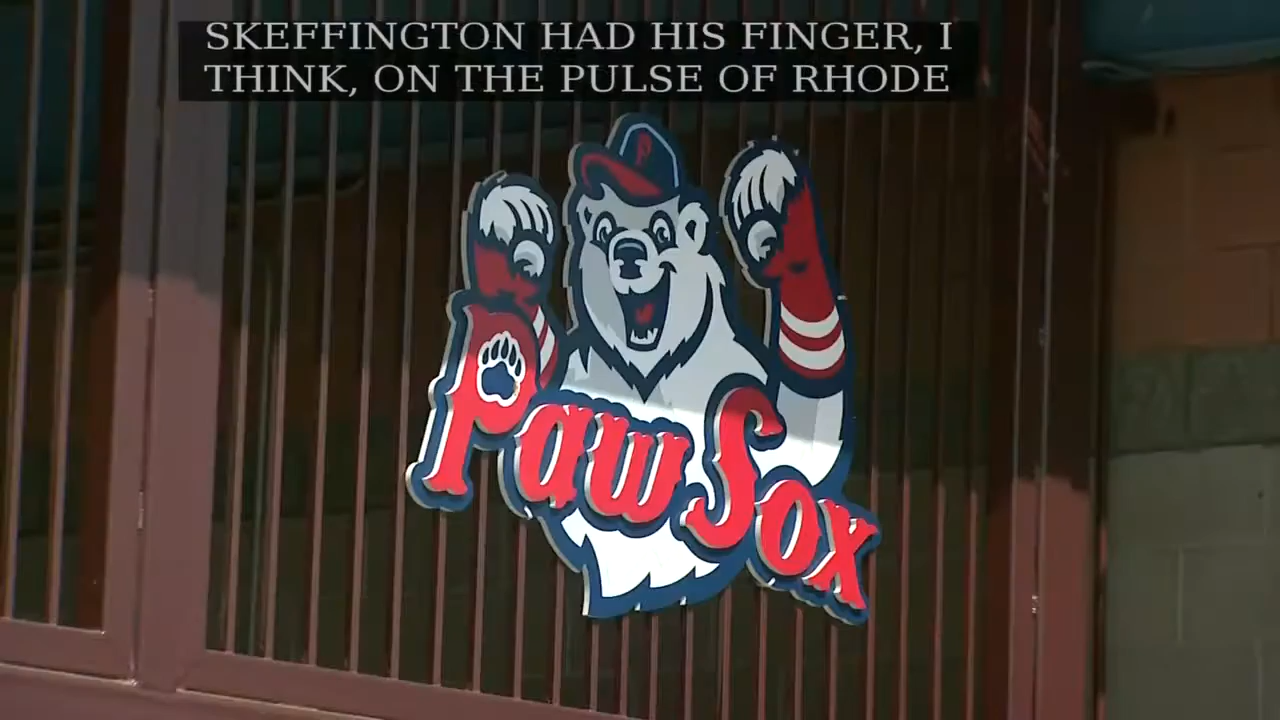 SKEFFINGTON HAD HIS FINGER, I
THINK, ON THE PULSE OF RHODE
P
PawSox